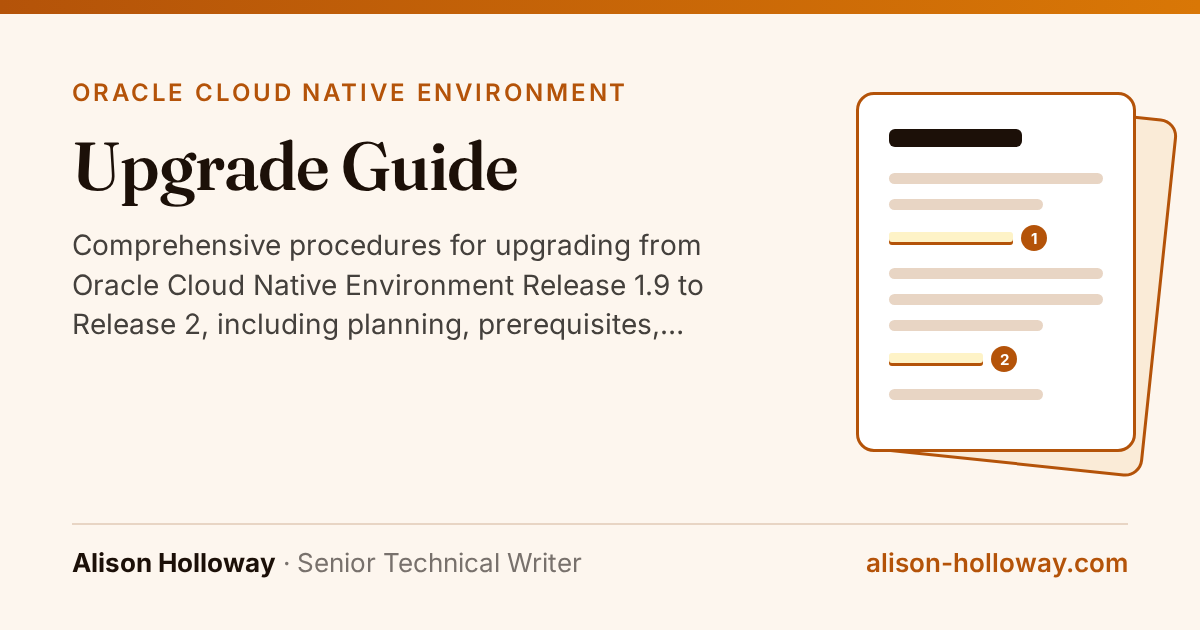 ORACLE CLOUD NATIVE ENVIRONMENT
Upgrade Guide
Comprehensive procedures for upgrading from
Oracle Cloud Native Environment Release 1.9 to
Release 2, including planning, prerequisites,...
1
2
Alison Holloway · Senior Technical Writer
alison-holloway.com